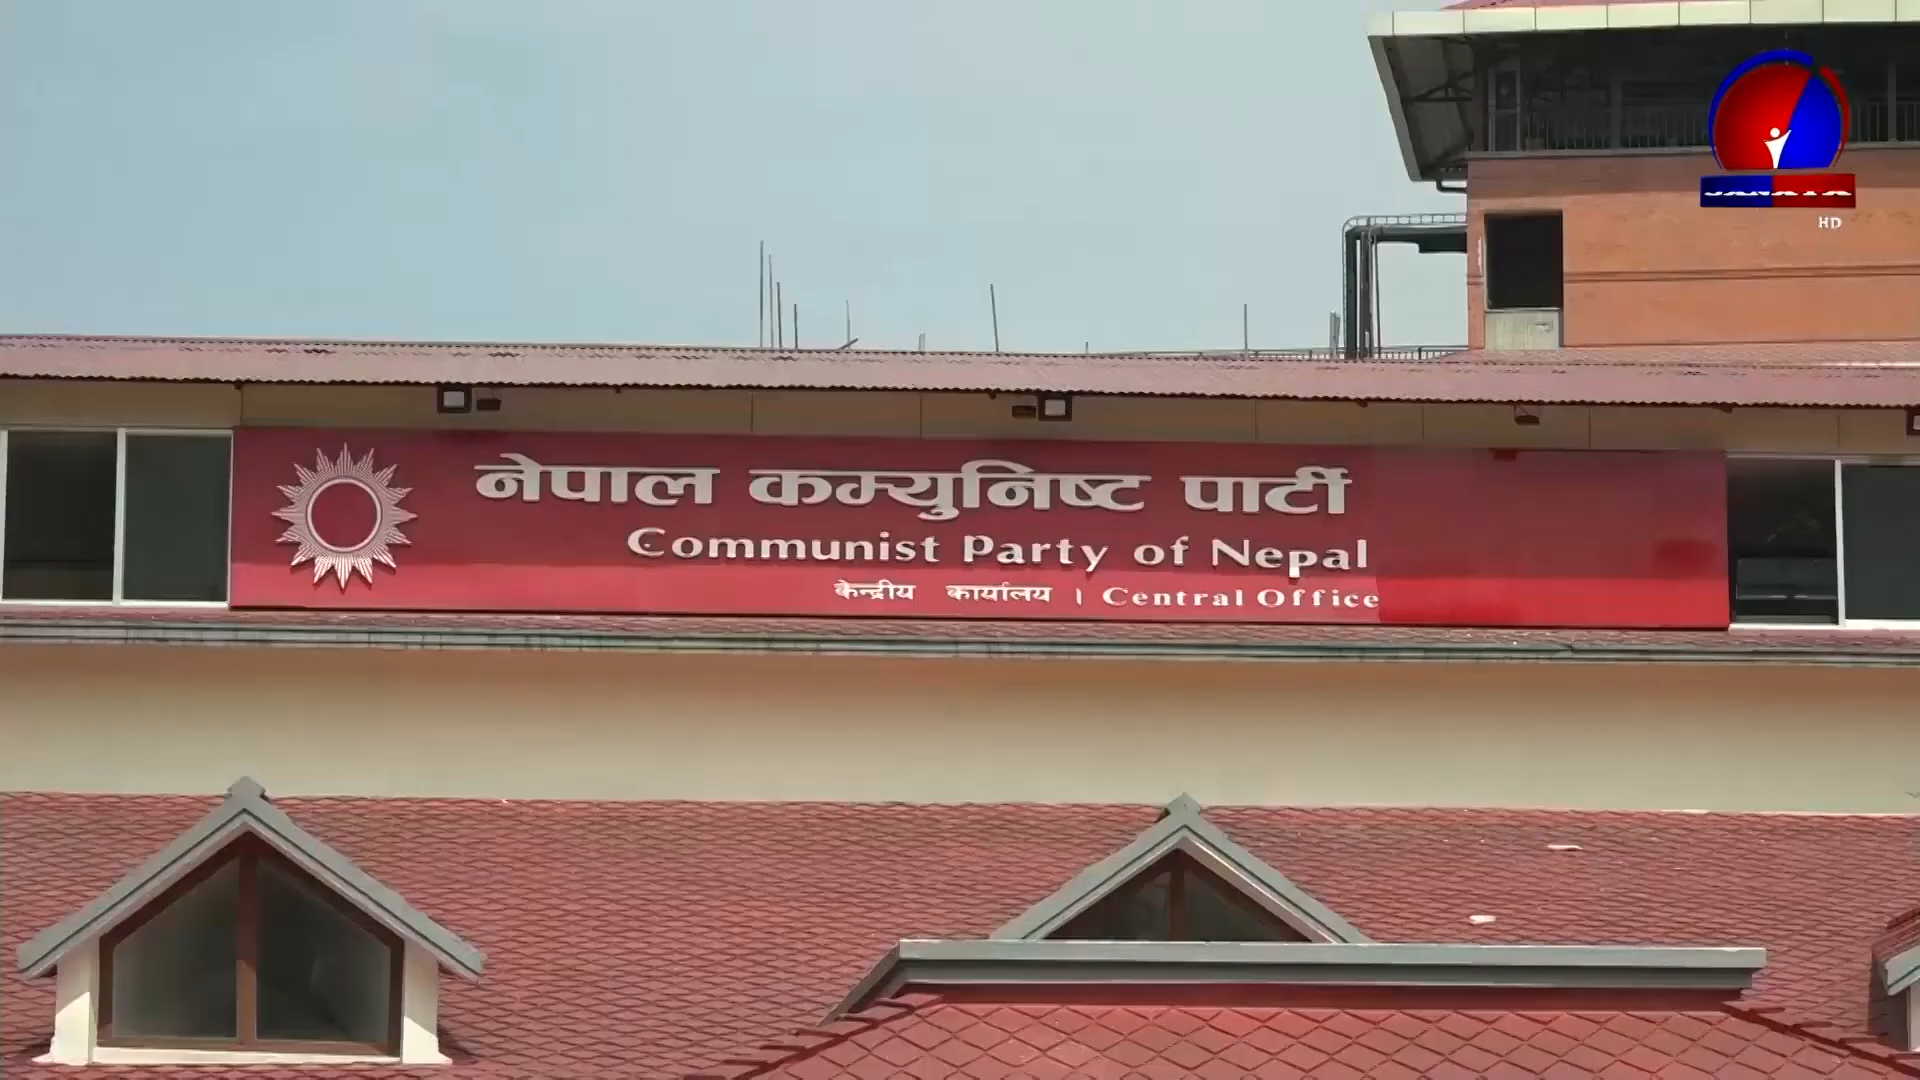 नेपाल कम्युनिष्ट पार्टी
Communist Party of Nepal
केन्द्रीय कार्यालय । Central Office
HD